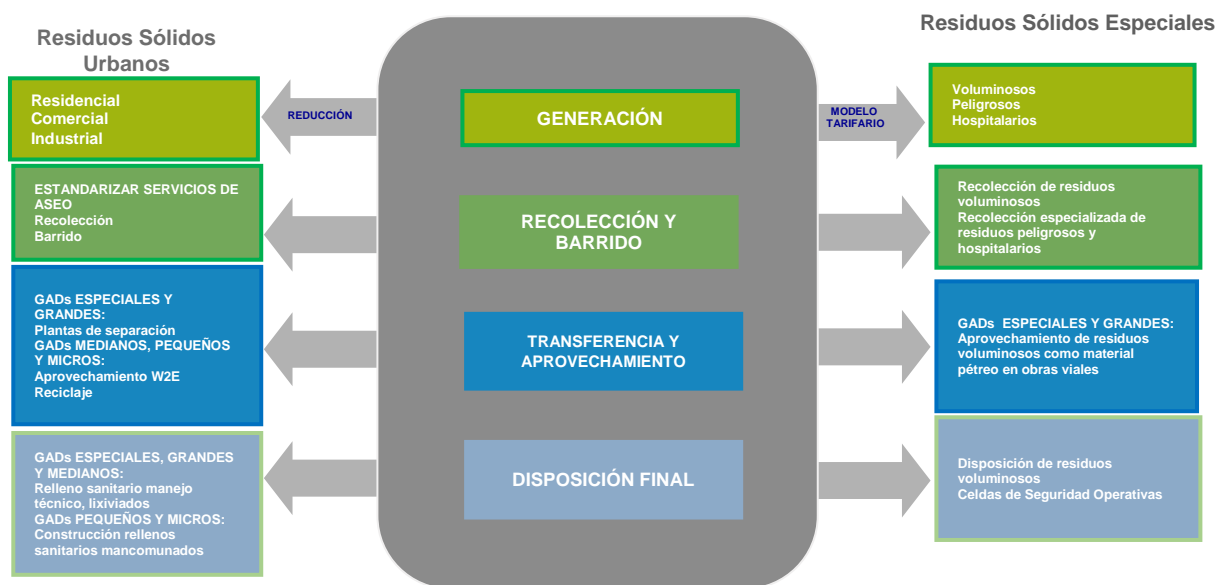 Residuos Sólidos
Urbanos
Residencial
Comercial
Industrial
ESTANDARIZAR SERVICIOS DE
ASEO
Recolección
Barrido
GADs ESPECIALES Y
GRANDES:
Plantas de separación
GADs MEDIANOS, PEQUEÑOS
Y MICROS:
Aprovechamiento W2E
Reciclaje
GADs ESPECIALES, GRANDES
Y MEDIANOS:
Relleno sanitario manejo
técnico, lixiviados
GADs PEQUEÑOS Y MICROS:
Construcción rellenos
sanitarios mancomunados
REDUCCIÓN
GENERACIÓN
RECOLECCIÓN Y
BARRIDO
TRANSFERENCIA Y
APROVECHAMIENTO
DISPOSICIÓN FINAL
MODELO
TARIFARIO
Residuos Sólidos Especiales
Voluminosos
Peligrosos
Hospitalarios
Recolección de residuos
voluminosos
Recolección especializada de
residuos peligrosos y
hospitalarios
GADs ESPECIALES Y GRANDES:
Aprovechamiento de residuos
voluminosos como material
pétreo en obras viales
Disposición de residuos
voluminosos
Celdas de Seguridad Operativas